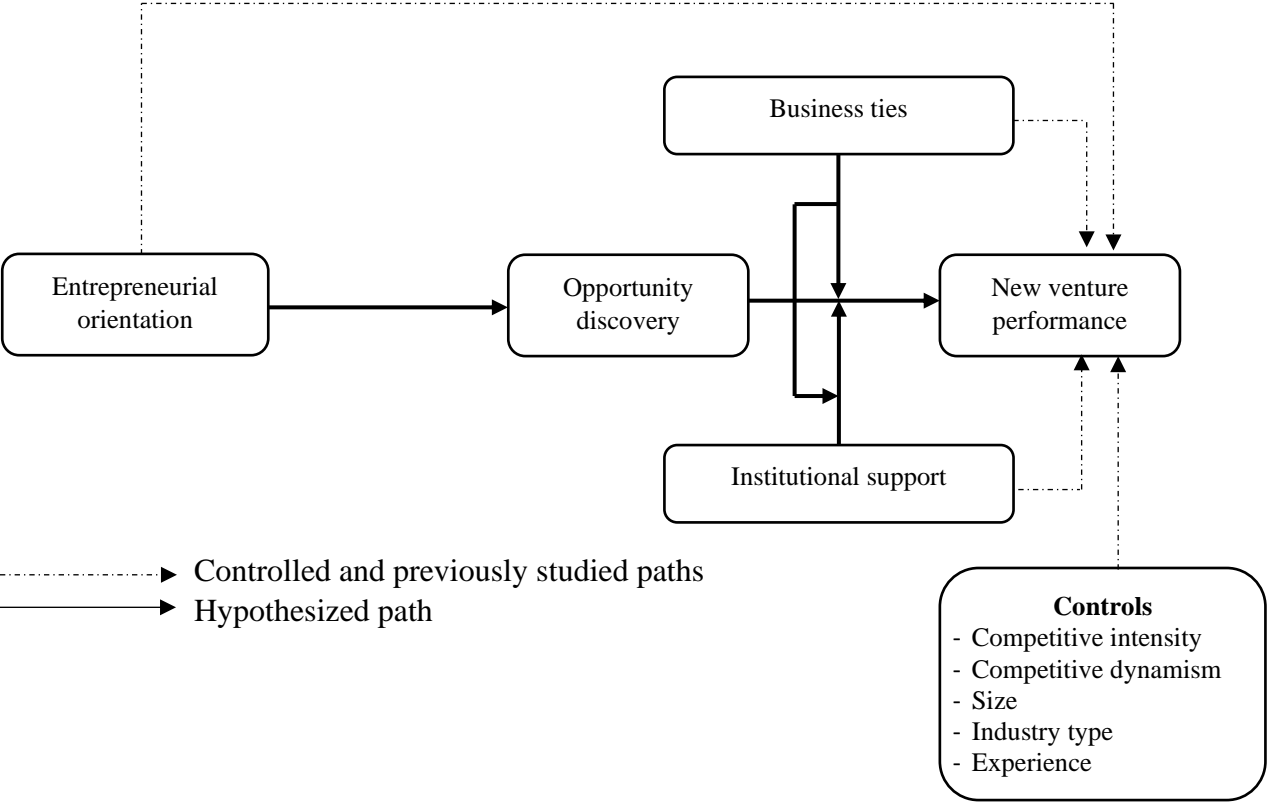 Business ties
Entrepreneurial
orientation
Opportunity
discovery
New venture
performance
Institutional support
Controlled and previously studied paths
Hypothesized path
Controls
- Competitive intensity
- Competitive dynamism
- Size
- Industry type
- Experience